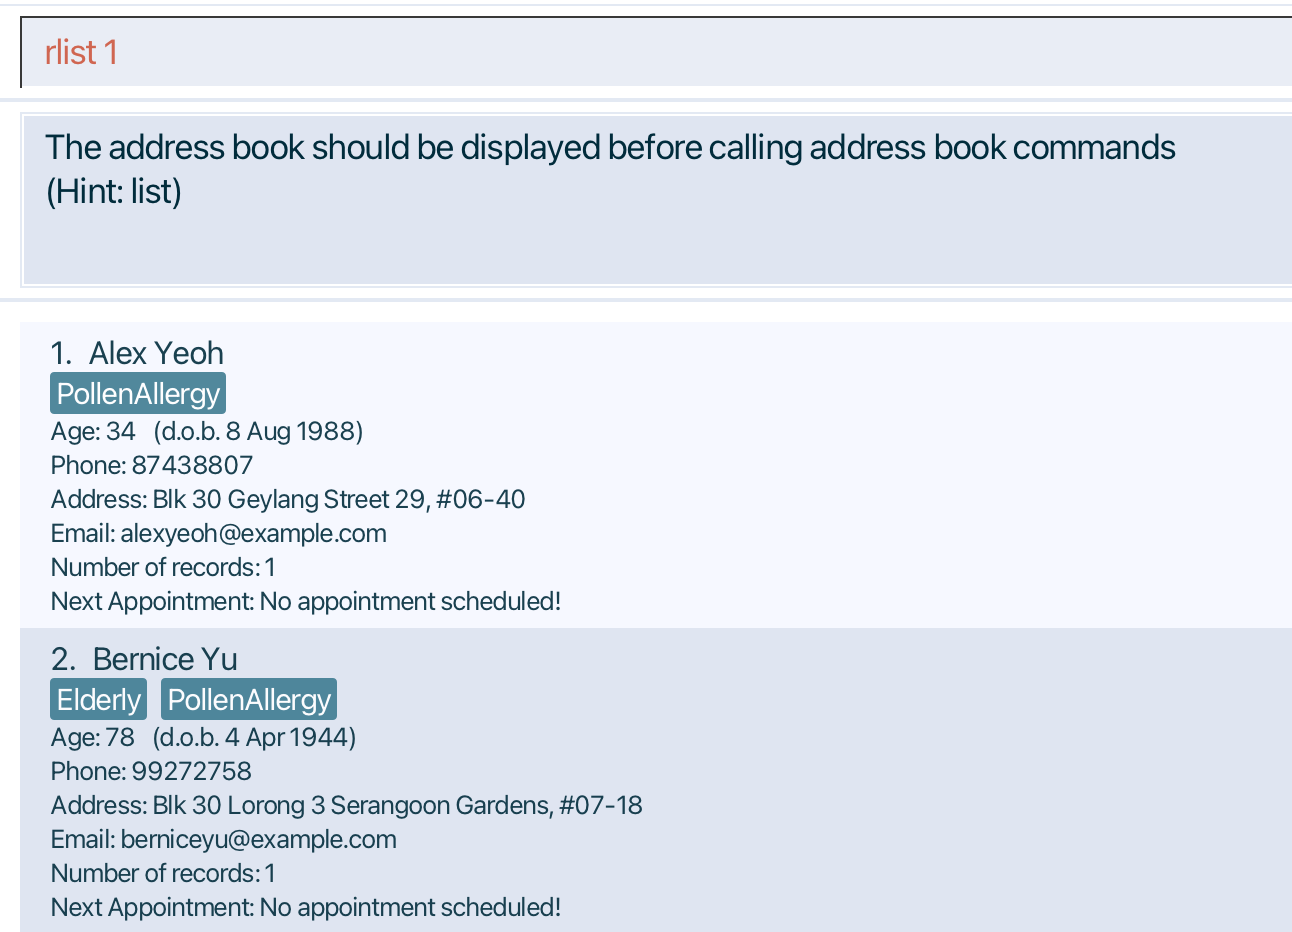 rlist 1
The address book should be displayed before calling address book commands
(Hint: list)
1. Alex Yeoh
PollenAllergy
Age: 34 (d.o.b. 8 Aug 1988)
Phone: 87438807
Address: Blk 30 Geylang Street 29, #06-40
Email: alexyeoh@example.com
Number of records: 1
Next Appointment: No appointment scheduled!
2. Bernice Yu
Elderly PollenAllergy
Age: 78 (d.o.b. 4 Apr 1944)
Phone: 99272758
Address: Blk 30 Lorong 3 Serangoon Gardens, #07-18
Email: berniceyu@example.com
Number of records: 1
Next Appointment: No appointment scheduled!